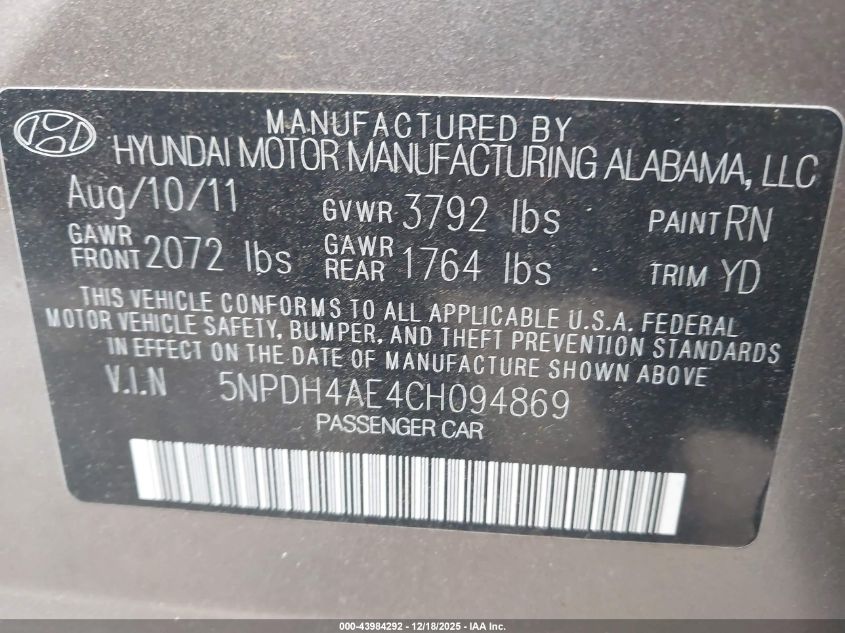 MANUFACTURED BY
HYUNDAI MOTOR MANUFACTURING ALABAMA, LLC
Aug/10/11 GVWR 3792 lbs PAINT RN
GAWR FRONT 2072 lbs GAWR REAR 1764 lbs TRIM YD
THIS VEHICLE CONFORMS TO ALL APPLICABLE U.S.A. FEDERAL
MOTOR VEHICLE SAFETY, BUMPER, AND THEFT PREVENTION STANDARDS
IN EFFECT ON THE DATE OF MANUFACTURE SHOWN ABOVE
V.I.N 5NPDH4AE4CH094869
PASSENGER CAR
000-43984292 - 12/18/2025 - IAA Inc.